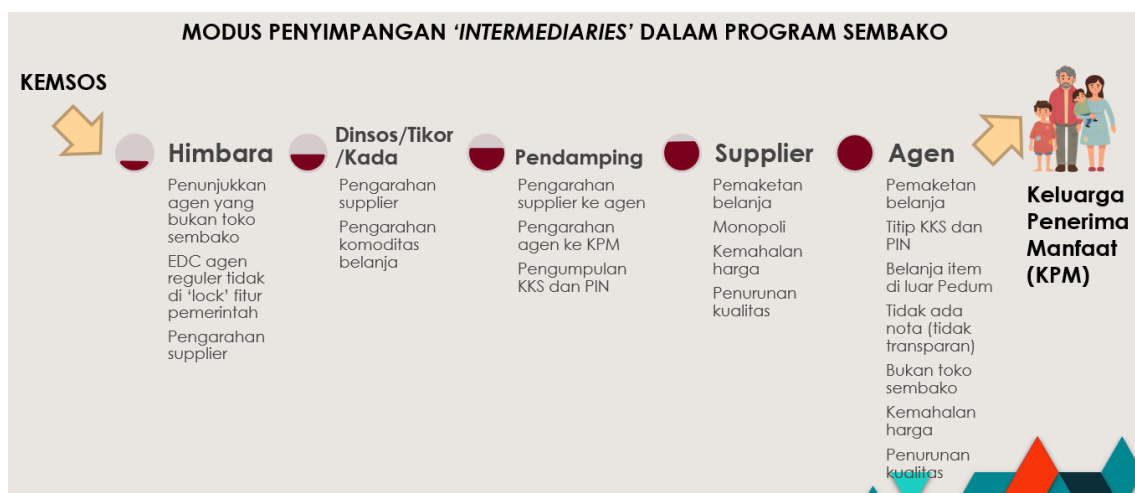 MODUS PENYIMPANGAN ‘INTERMEDIARIES’ DALAM PROGRAM SEMBAKO
KEMSOS
Himbara
Penunjukkan
agen yang
bukan toko
sembako
EDC agen
reguler tidak
di ‘lock’ fitur
pemerintah
Pengarahan
supplier
Dinsos/Tikor
/Kada
Pengarahan
supplier
Pengarahan
komoditas
belanja
Pendamping
Pengarahan
supplier ke agen
Pengarahan
agen ke KPM
Pengumpulan
KKS dan PIN
Supplier
Pemaketan
belanja
Monopoli
Kemahalan
harga
Penurunan
kualitas
Agen
Pemaketan
belanja
Titip KKS dan
PIN
Belanja item
di luar Pedum
Tidak ada
nota (tidak
transparan)
Bukan toko
sembako
Kemahalan
harga
Penurunan
kualitas
Keluarga
Penerima
Manfaat
(KPM)